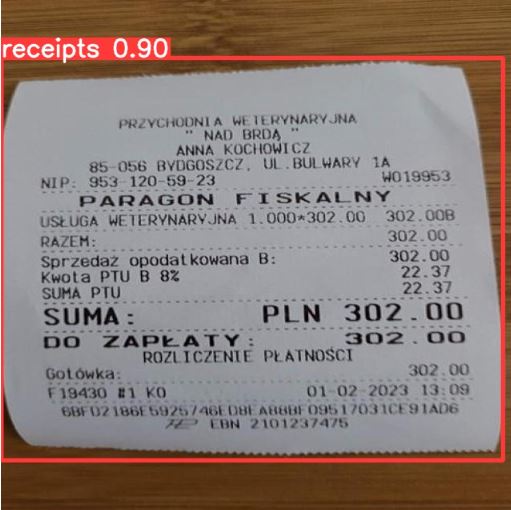 receipts 0.90
PRZYCHODNIA WETERYNARYJNA
" NAD BRDĄ "
ANNA KOCHOWICZ
85-056 BYDGOSZCZ, UL.BULWARY 1A
NIP: 953-120-59-23 W019953
PARAGON FISKALNY
USŁUGA WETERYNARYJNA 1.000*302.00 302.00B
RAZEM: 302.00
Sprzedaż opodatkowana B: 302.00
Kwota PTU B 8% 22.37
SUMA PTU 22.37
SUMA: PLN 302.00
DO ZAPŁATY: 302.00
ROZLICZENIE PŁATNOŚCI
Gotówka: 302.00
F19430 #1 KO 01-02-2023 13:09
6BFD2186E5925746ED8EA88BF09517031CE91AD6
EBN 2101237475